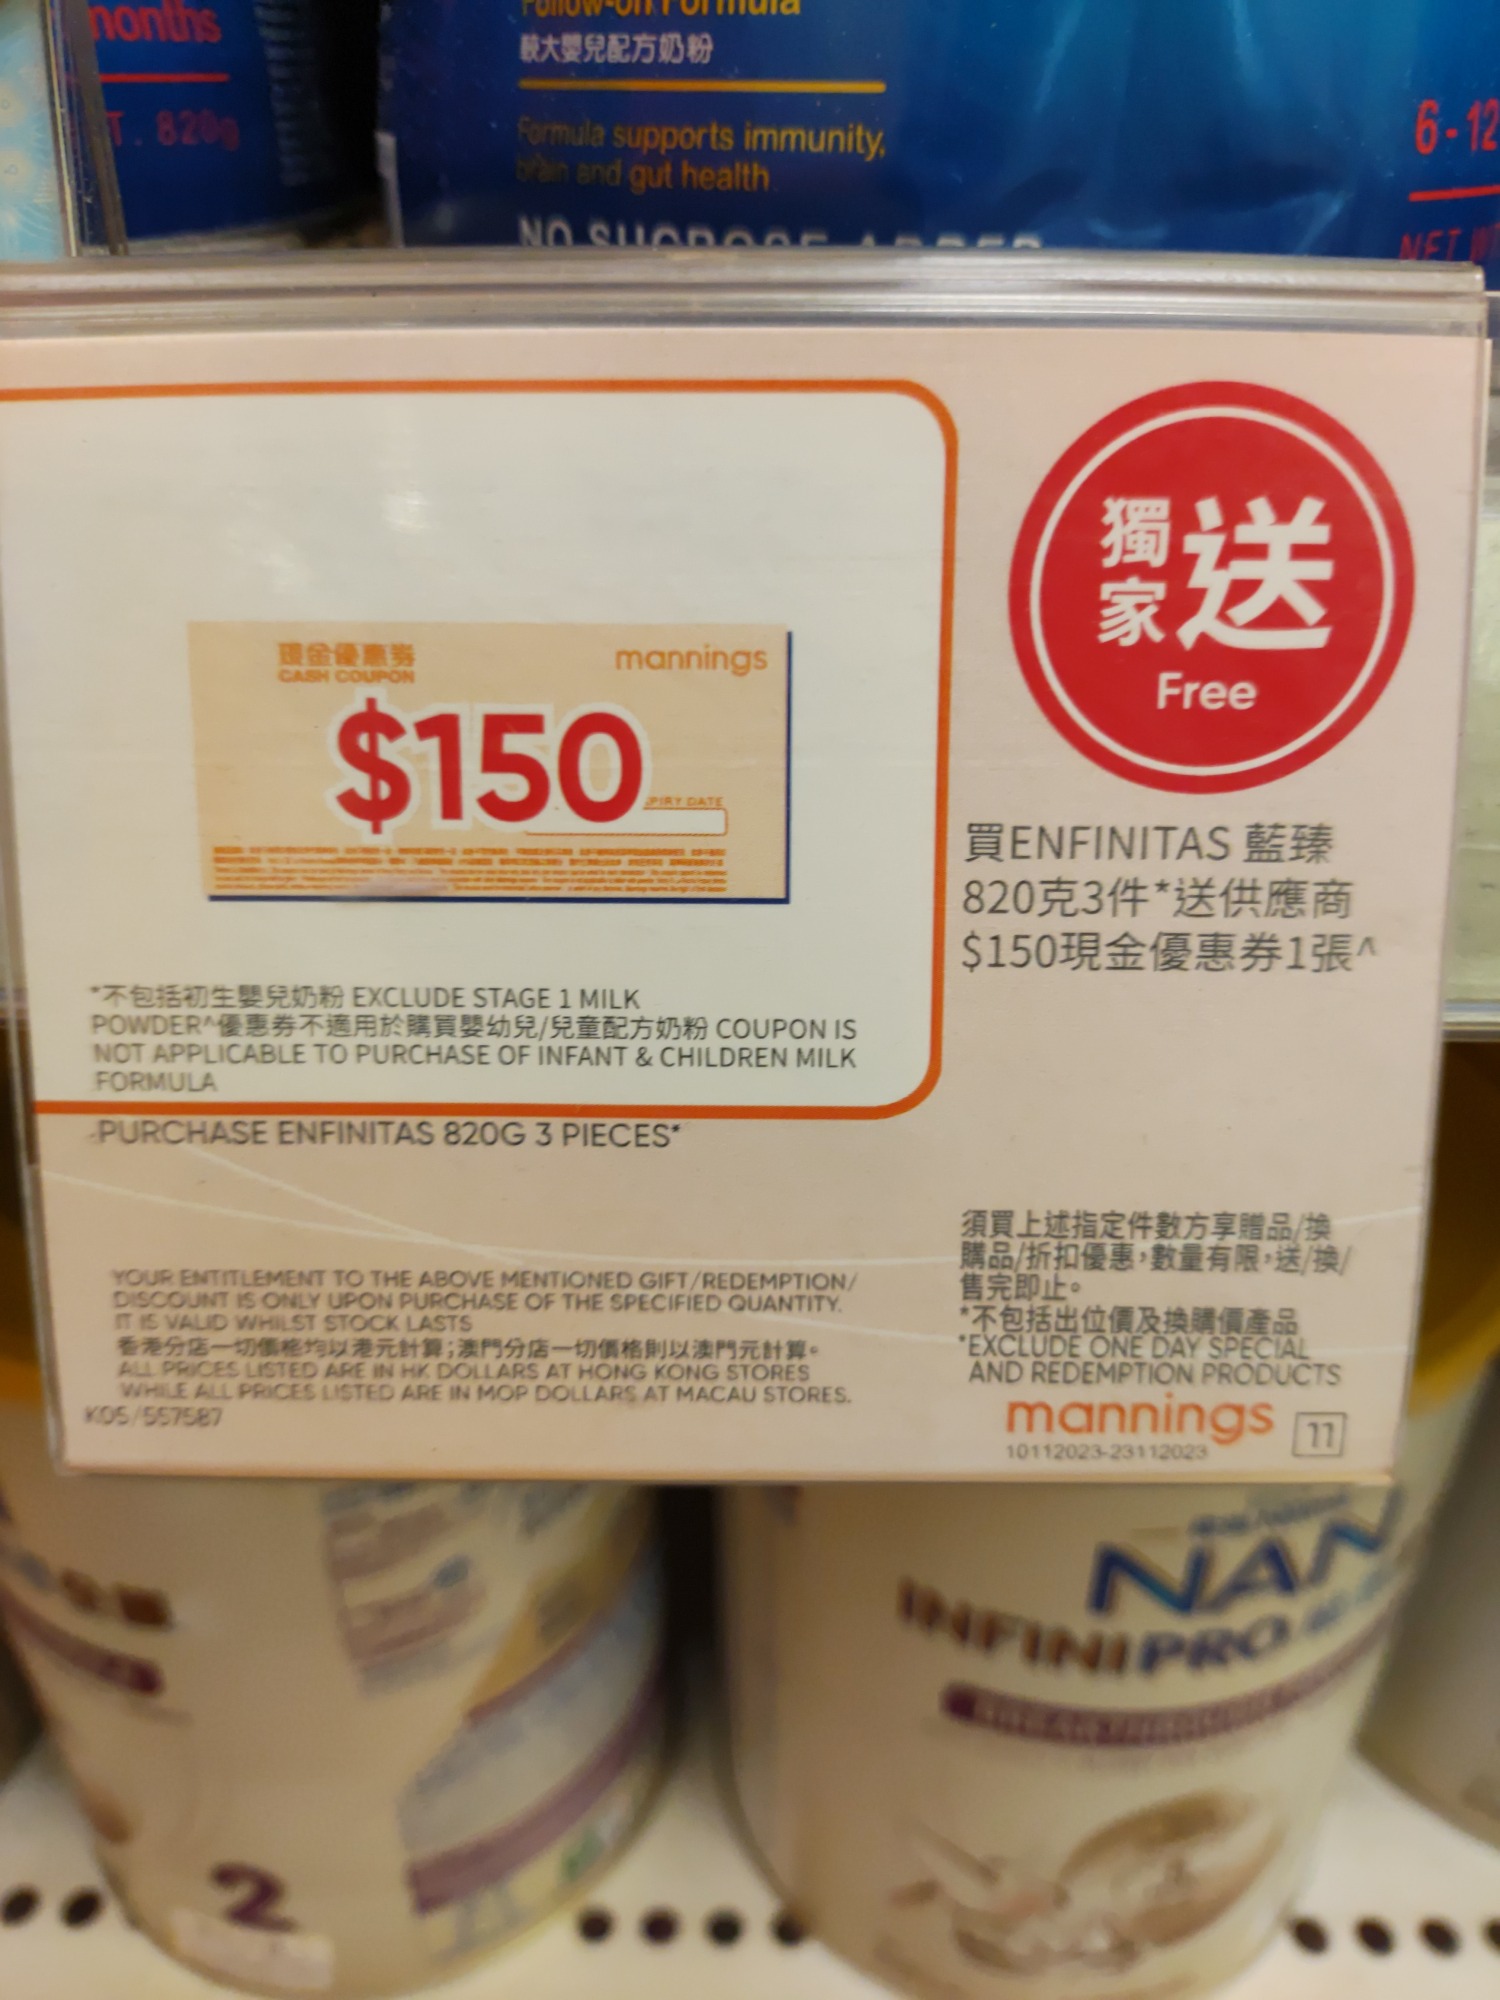 months
T. 820g
Follow-on Formula
較大嬰兒配方奶粉
Formula supports immunity,
brain and gut health
NO SUCROSE ADDED
6-12
NET
獨家送
Free
現金優惠券
CASH COUPON
mannings
$150
PIRY DATE
買ENFINITAS 藍臻
820克3件*送供應商
$150現金優惠券1張^
*不包括初生嬰兒奶粉 EXCLUDE STAGE 1 MILK
POWDER^優惠券不適用於購買嬰幼兒/兒童配方奶粉 COUPON IS
NOT APPLICABLE TO PURCHASE OF INFANT & CHILDREN MILK
FORMULA
PURCHASE ENFINITAS 820G 3 PIECES*
YOUR ENTITLEMENT TO THE ABOVE MENTIONED GIFT/REDEMPTION/
DISCOUNT IS ONLY UPON PURCHASE OF THE SPECIFIED QUANTITY.
IT IS VALID WHILST STOCK LASTS
香港分店一切價格均以港元計算;澳門分店一切價格則以澳門元計算。
ALL PRICES LISTED ARE IN HK DOLLARS AT HONG KONG STORES
WHILE ALL PRICES LISTED ARE IN MOP DOLLARS AT MACAU STORES.
K05/557587
須買上述指定件數方享贈品/換
購品/折扣優惠,數量有限,送/換/
售完即止。
*不包括出位價及換購價產品
*EXCLUDE ONE DAY SPECIAL
AND REDEMPTION PRODUCTS
mannings
11
10112023-23112023
NAN
INFINIPRO
2